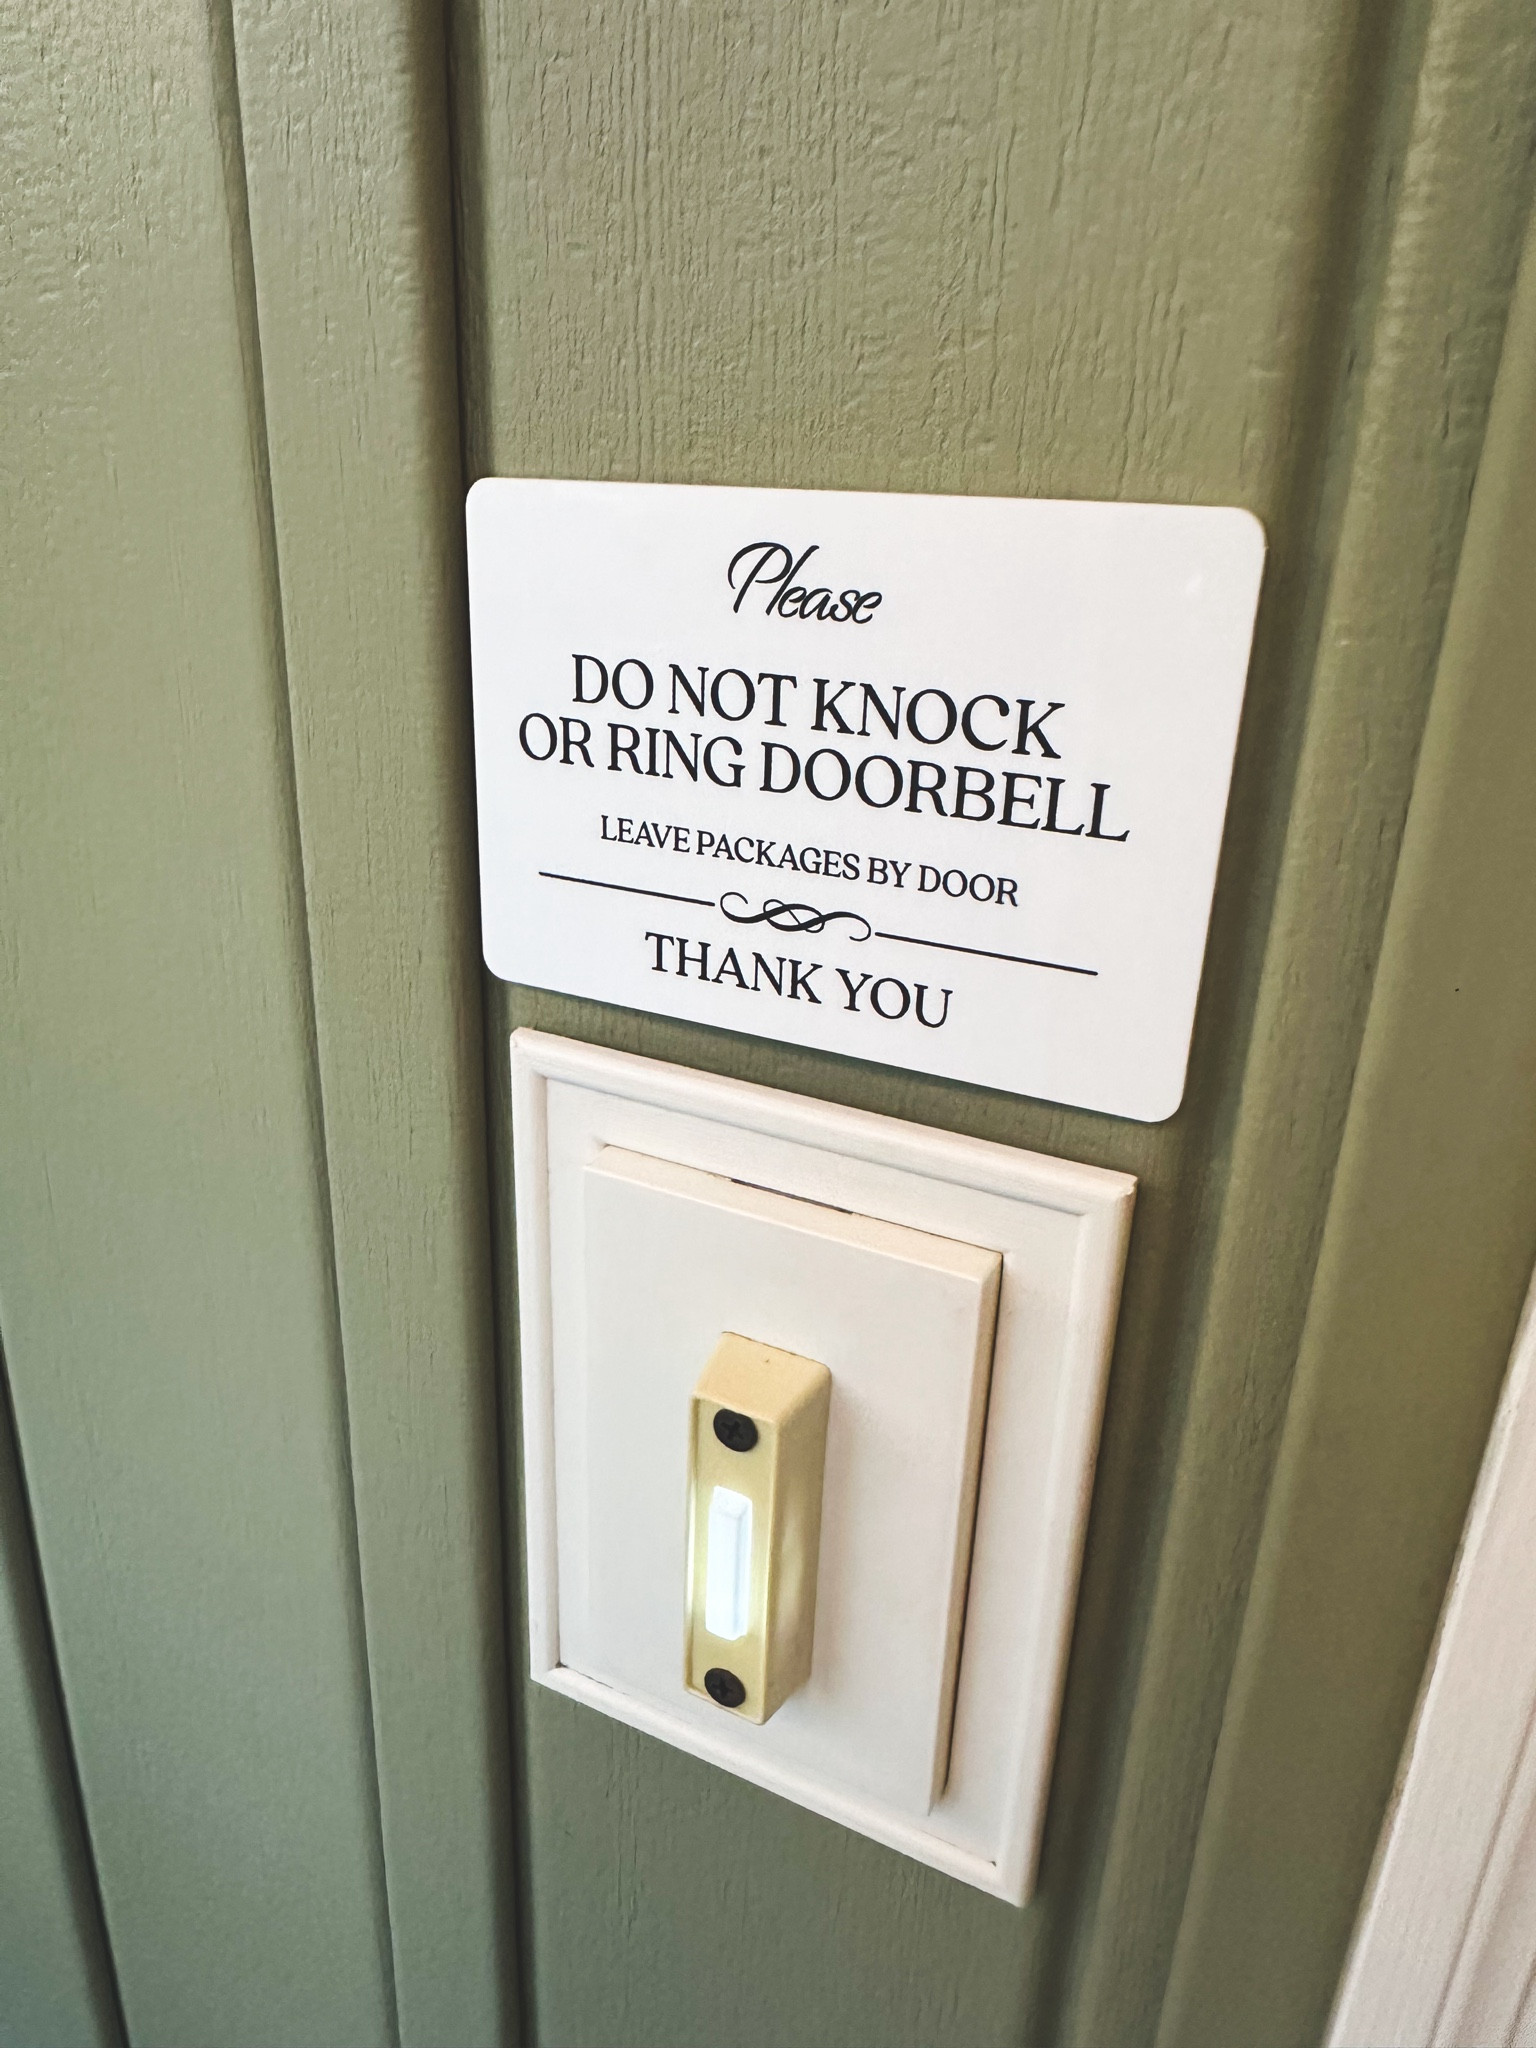 Please
DO NOT KNOCK
OR RING DOORBELL
LEAVE PACKAGES BY DOOR
THANK YOU